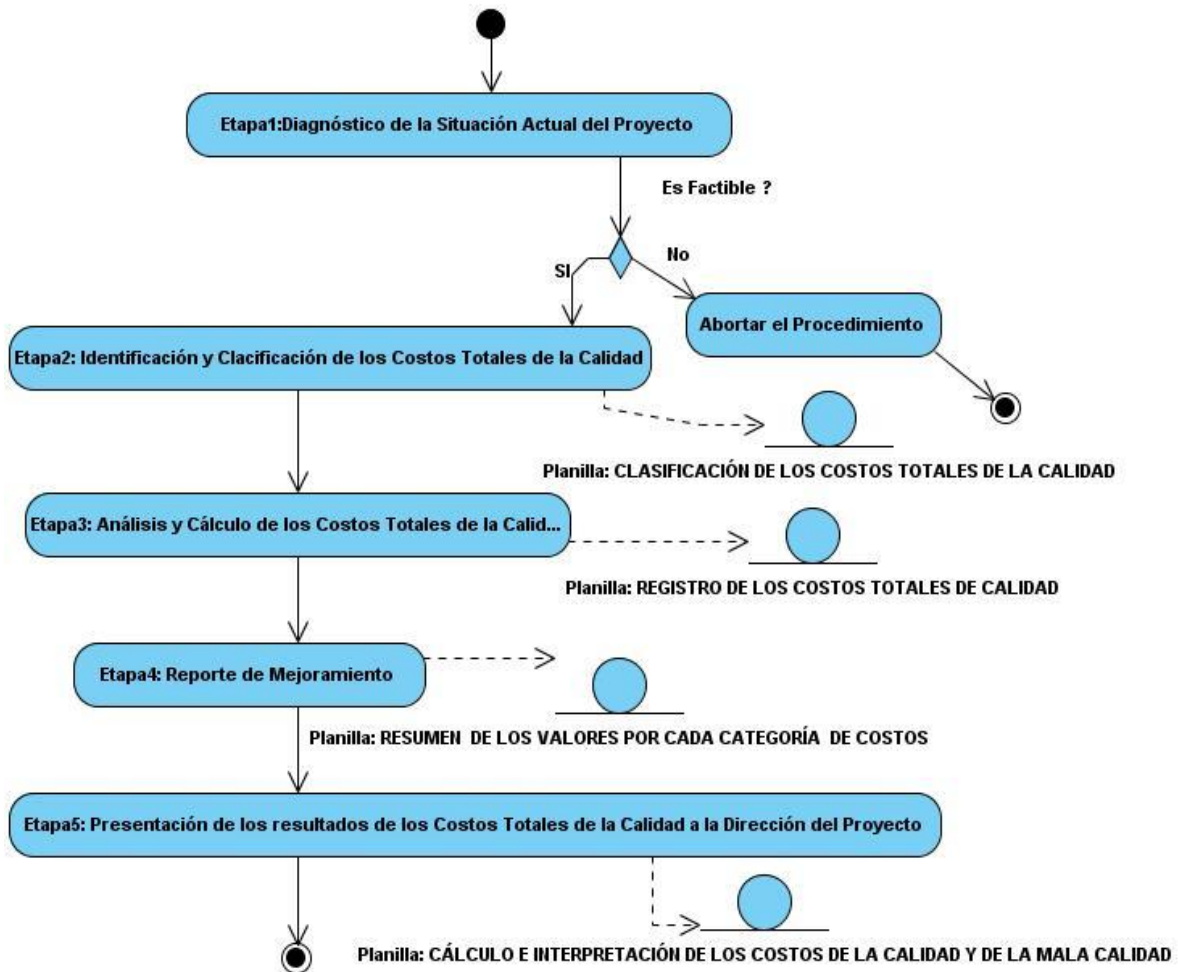 Etapa1:Diagnóstico de la Situación Actual del Proyecto
Es Factible ?
SI
No
Abortar el Procedimiento
Etapa2: Identificación y Clacificación de los Costos Totales de la Calidad
Planilla: CLASIFICACIÓN DE LOS COSTOS TOTALES DE LA CALIDAD
Etapa3: Análisis y Cálculo de los Costos Totales de la Calid...
Planilla: REGISTRO DE LOS COSTOS TOTALES DE CALIDAD
Etapa4: Reporte de Mejoramiento
Planilla: RESUMEN DE LOS VALORES POR CADA CATEGORÍA DE COSTOS
Etapa5: Presentación de los resultados de los Costos Totales de la Calidad a la Dirección del Proyecto
Planilla: CÁLCULO E INTERPRETACIÓN DE LOS COSTOS DE LA CALIDAD Y DE LA MALA CALIDAD